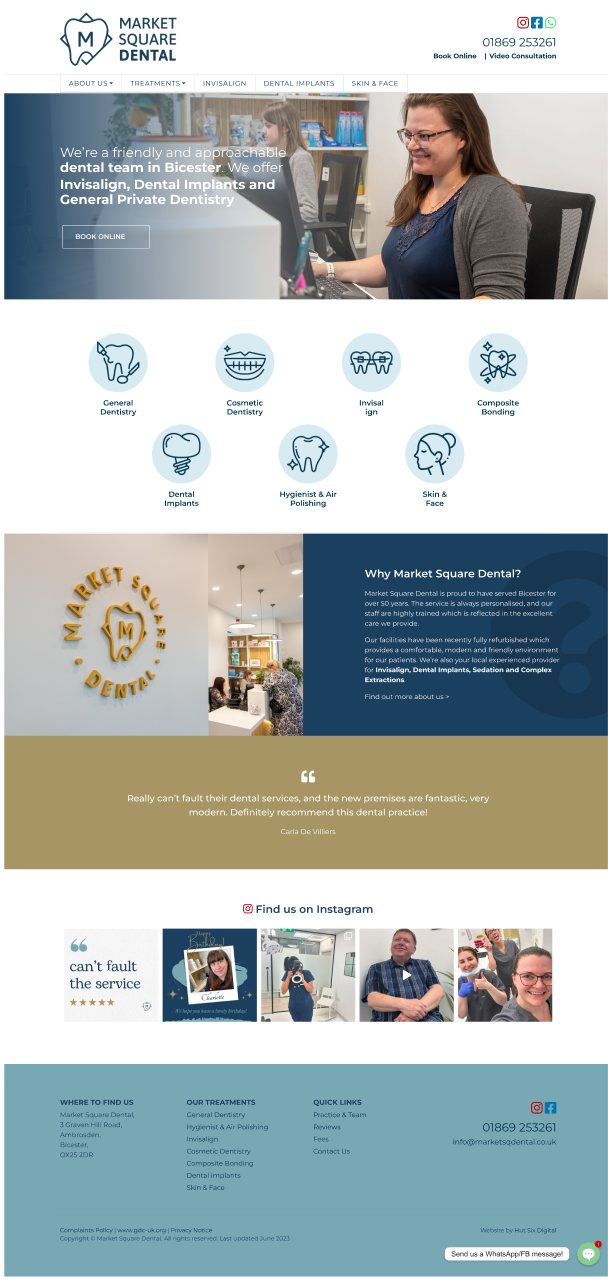 MARKET
SQUARE
DENTAL
M
01869 253261
Book Online | Video Consultation
ABOUT US
TREATMENTS
INVISALIGN
DENTAL IMPLANTS
SKIN & FACE
We're a friendly and approachable
dental team in Bicester. We offer
Invisalign, Dental Implants and
General Private Dentistry
BOOK ONLINE
General
Dentistry
Cosmetic
Dentistry
Invisal
ign
Composite
Bonding
Dental
Implants
Hygienist & Air
Polishing
Skin &
Face
MARKET SQUARE
M
• DENTAL •
Why Market Square Dental?
Market Square Dental is proud to have served Bicester for
over 50 years. The service is always personalised, and our
staff are highly trained which is reflected in the excellent
care we provide.
Our facilities have been recently fully refurbished which
provides a comfortable, modern and friendly environment
for our patients. We're also your local experienced provider
for Invisalign, Dental Implants, Sedation and Complex
Extractions.
Find out more about us >
“
Really can't fault their dental services, and the new premises are fantastic, very
modern. Definitely recommend this dental practice!
Carla De Villiers
Find us on Instagram
“
can't fault
the service
Happy
Birthday!
Charlotte
It's hope you have a lovely birthday!
WHERE TO FIND US
Market Square Dental,
3 Graven Hill Road,
Ambrosden,
Bicester,
OX25 2DR
OUR TREATMENTS
General Dentistry
Hygienist & Air Polishing
Invisalign
Cosmetic Dentistry
Composite Bonding
Dental Implants
Skin & Face
QUICK LINKS
Practice & Team
Reviews
Fees
Contact Us
01869 253261
info@marketsqdental.co.uk
Complaints Policy | www.gdc-uk.org | Privacy Notice
Copyright © Market Square Dental. All rights reserved. Last updated June 2023
Website by Hut Six Digital
Send us a WhatsApp/FB message!
1